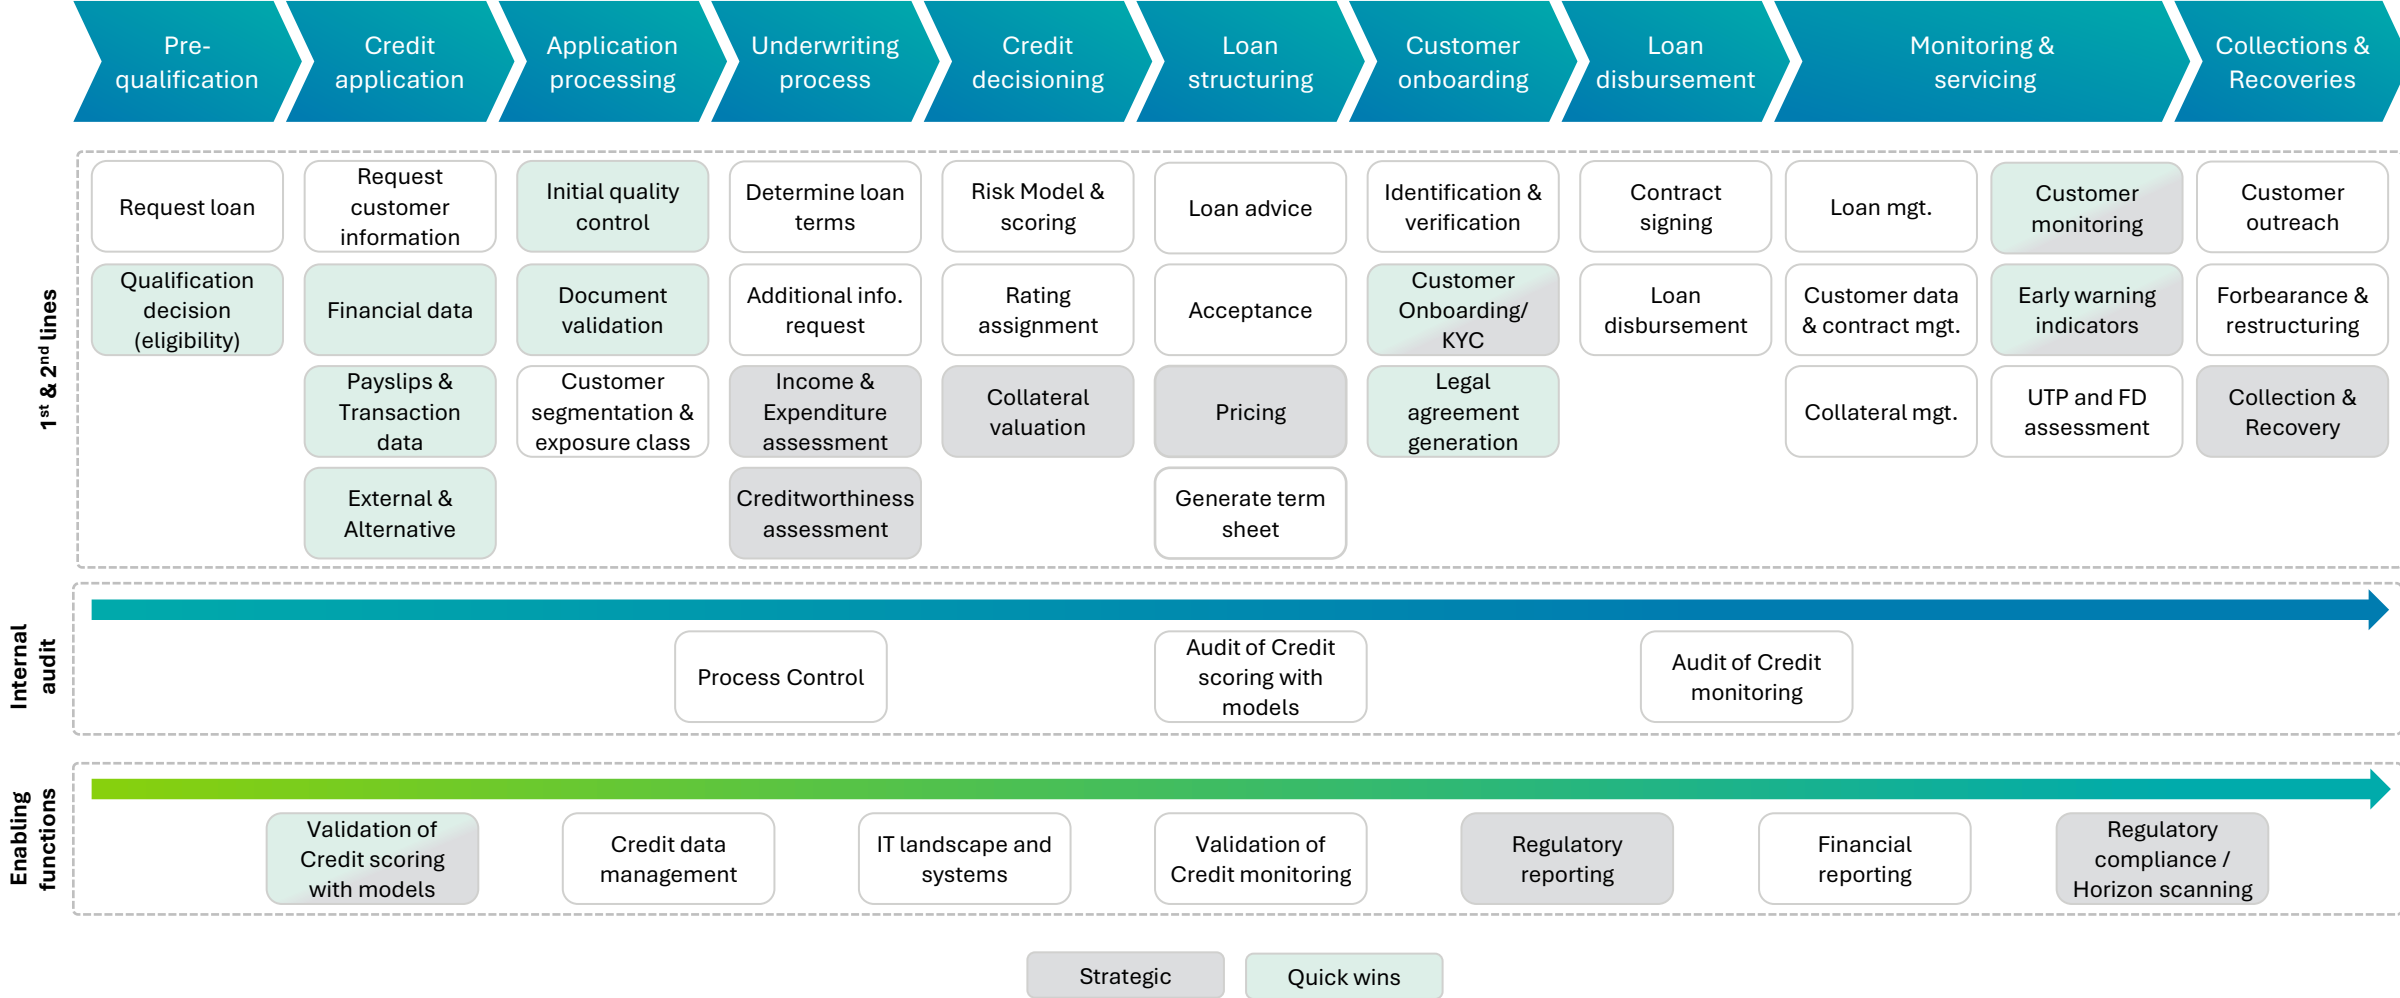 Pre-
qualification
Credit
application
Application
processing
Underwriting
process
Credit
decisioning
Loan
structuring
Customer
onboarding
Loan
disbursement
Monitoring &
servicing
Collections &
Recoveries
1st & 2nd lines
Request loan
Qualification
decision
(eligibility)
Request
customer
information
Financial data
Payslips &
Transaction
data
External &
Alternative
Initial quality
control
Document
validation
Customer
segmentation &
exposure class
Determine loan
terms
Additional info.
request
Income &
Expenditure
assessment
Creditworthiness
assessment
Risk Model &
scoring
Rating
assignment
Collateral
valuation
Loan advice
Acceptance
Pricing
Generate term
sheet
Identification &
verification
Customer
Onboarding/
KYC
Legal
agreement
generation
Contract
signing
Loan
disbursement
Loan mgt.
Customer data
& contract mgt.
Collateral mgt.
Customer
monitoring
Early warning
indicators
UTP and FD
assessment
Customer
outreach
Forbearance &
restructuring
Collection &
Recovery
Internal
audit
Process Control
Audit of Credit
scoring with
models
Audit of Credit
monitoring
Enabling
functions
Validation of
Credit scoring
with models
Credit data
management
IT landscape and
systems
Validation of
Credit monitoring
Regulatory
reporting
Financial
reporting
Regulatory
compliance /
Horizon scanning
Strategic
Quick wins